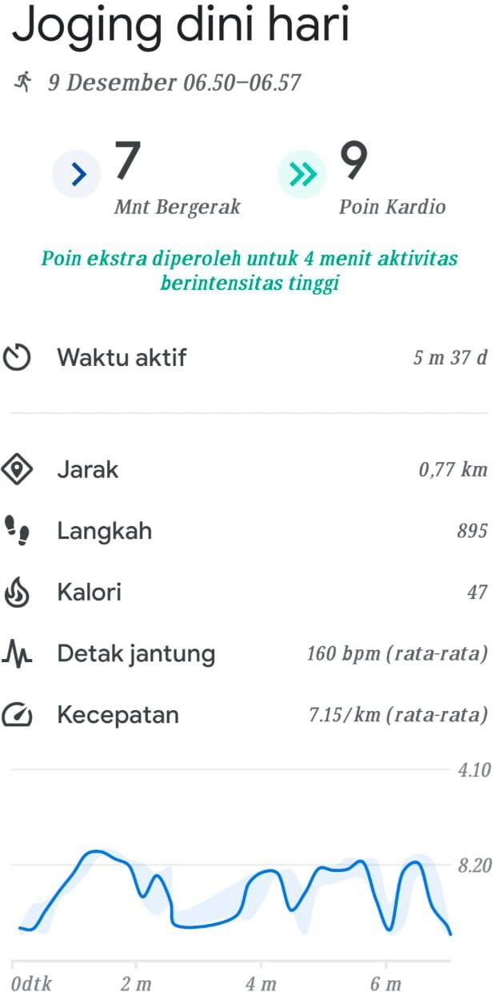 Joging dini hari
9 Desember 06.50–06.57
7
Mnt Bergerak
9
Poin Kardio
Poin ekstra diperoleh untuk 4 menit aktivitas
berintensitas tinggi
Waktu aktif 5 m 37 d
Jarak 0,77 km
Langkah 895
Kalori 47
Detak jantung 160 bpm (rata-rata)
Kecepatan 7.15/km (rata-rata)
4.10
8.20
0dtk 2 m 4 m 6 m